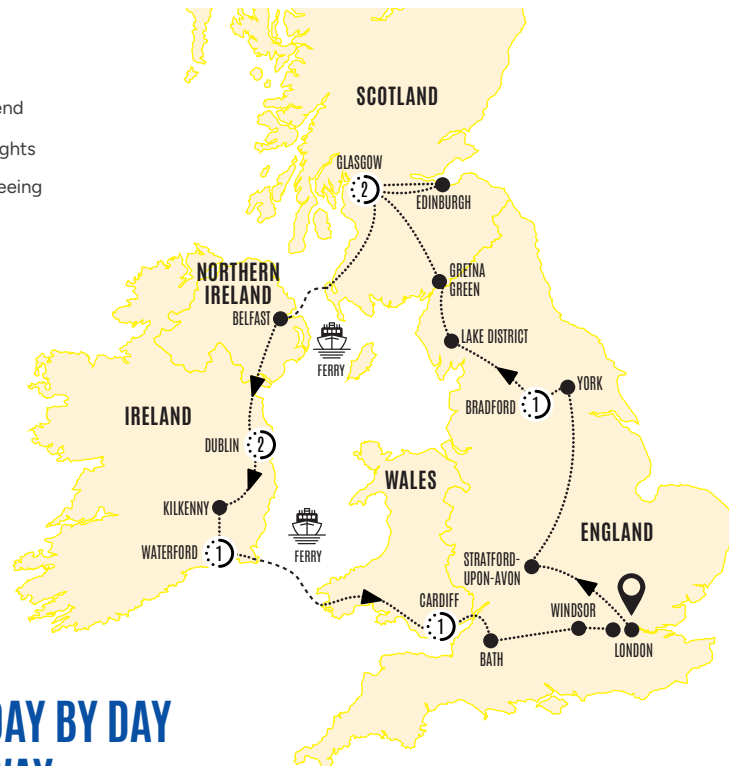 end
ghts
eeing
SCOTLAND
GLASGOW
2
EDINBURGH
GRETNA
GREEN
NORTHERN
IRELAND
BELFAST
FERRY
LAKE DISTRICT
YORK
BRADFORD
1
IRELAND
DUBLIN
2
WALES
KILKENNY
ENGLAND
WATERFORD
1
FERRY
STRATFORD-
UPON-AVON
CARDIFF
1
WINDSOR
BATH
LONDON
DAY BY DAY